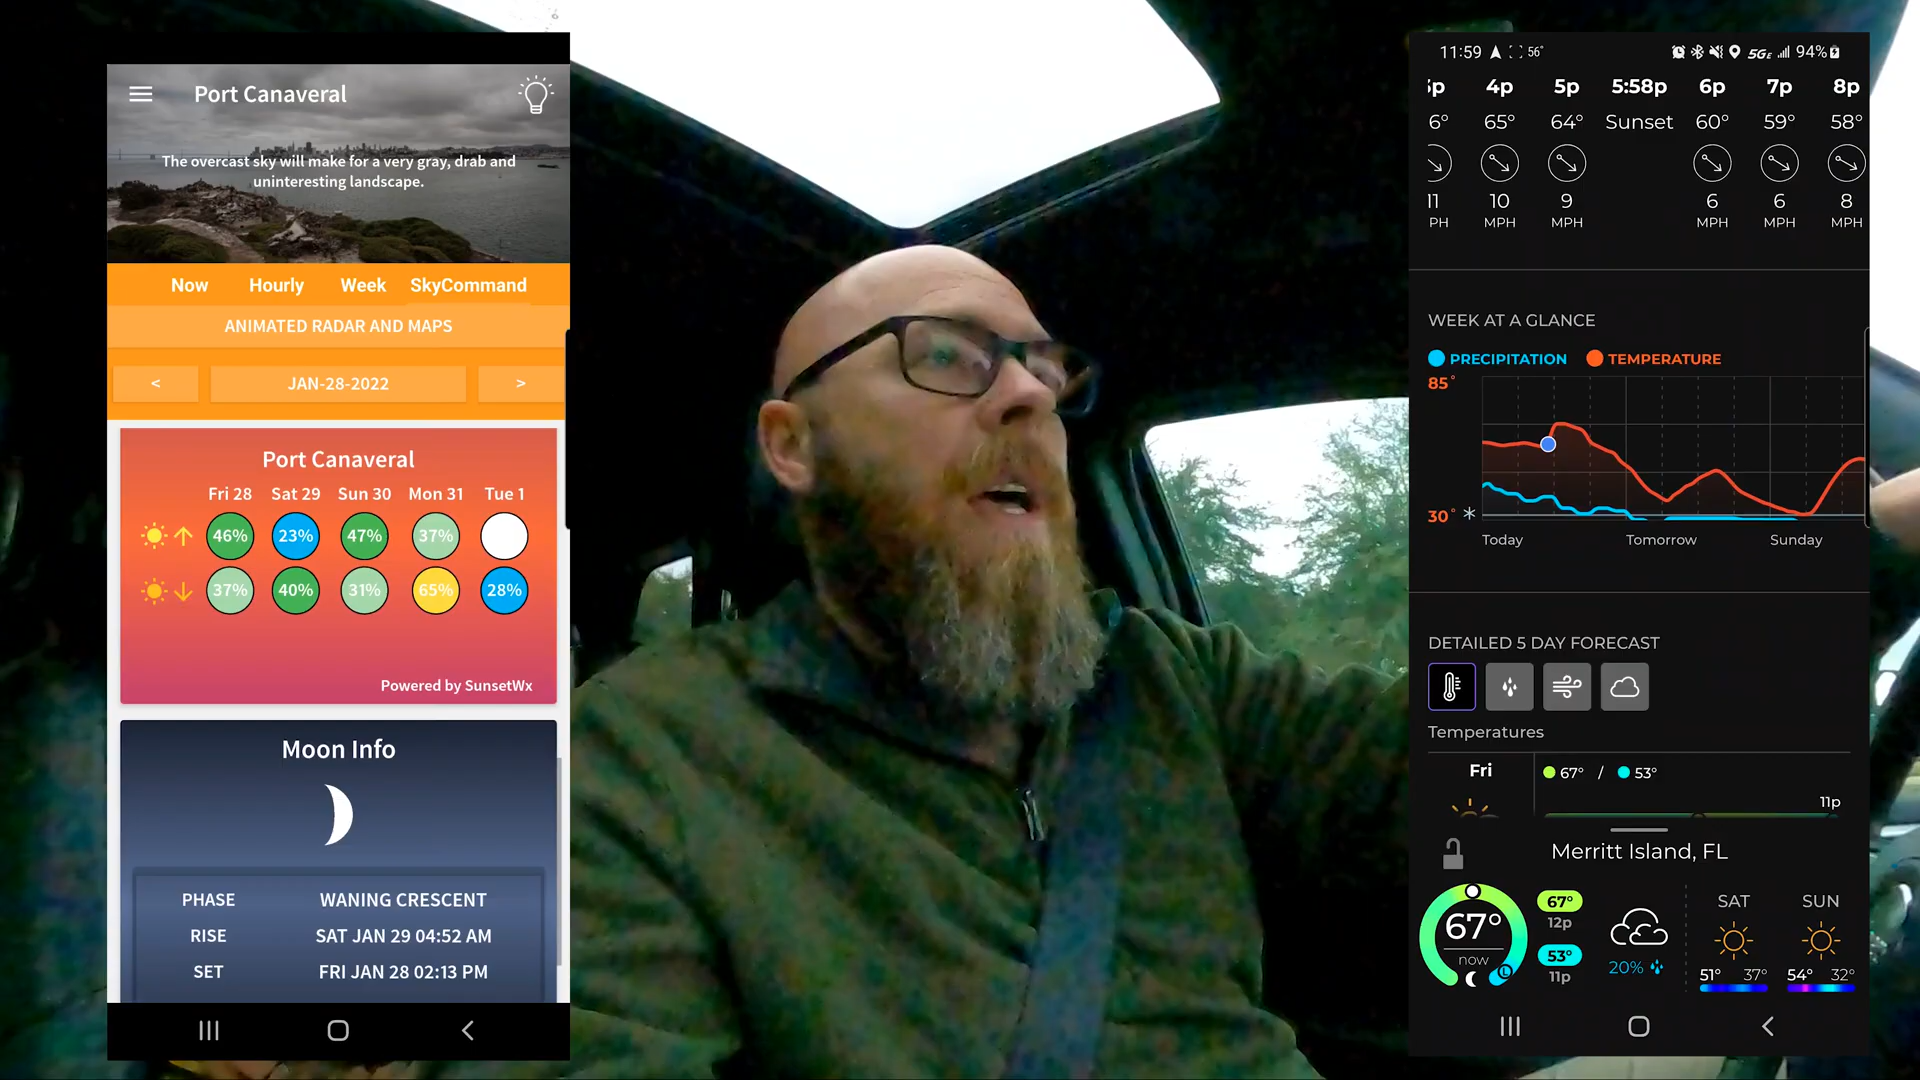 Port Canaveral
The overcast sky will make for a very gray, drab and
uninteresting landscape.
Now Hourly Week SkyCommand
ANIMATED RADAR AND MAPS
< JAN-28-2022 >
Port Canaveral
Fri 28 Sat 29 Sun 30 Mon 31 Tue 1
46% 23% 47% 37%
37% 40% 31% 65% 28%
Powered by SunsetWx
Moon Info
PHASE WANING CRESCENT
RISE SAT JAN 29 04:52 AM
SET FRI JAN 28 02:13 PM
11:59 56° 5GE 94%
4p 5p 5:58p 6p 7p 8p
6° 65° 64° Sunset 60° 59° 58°
11 10 9 6 6 8
PH MPH MPH MPH MPH MPH
WEEK AT A GLANCE
PRECIPITATION TEMPERATURE
85°
30°
Today Tomorrow Sunday
DETAILED 5 DAY FORECAST
Temperatures
Fri 67° / 53°
11p
Merritt Island, FL
67° now
67° 12p
53° 11p
L
20%
SAT SUN
51° 37° 54° 32°